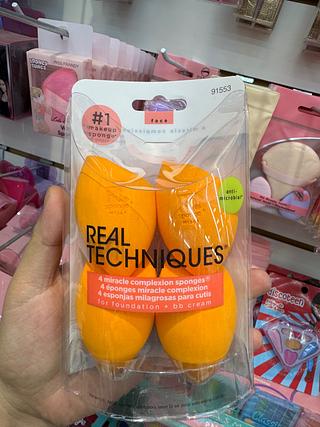 91553
face
#1
makeup
sponge
anti-
microbial
REAL
TECHNIQUES
4 miracle complexion sponges
4 éponges miracle complexion
4 esponjas milagrosas para cutis
for foundation + bb cream